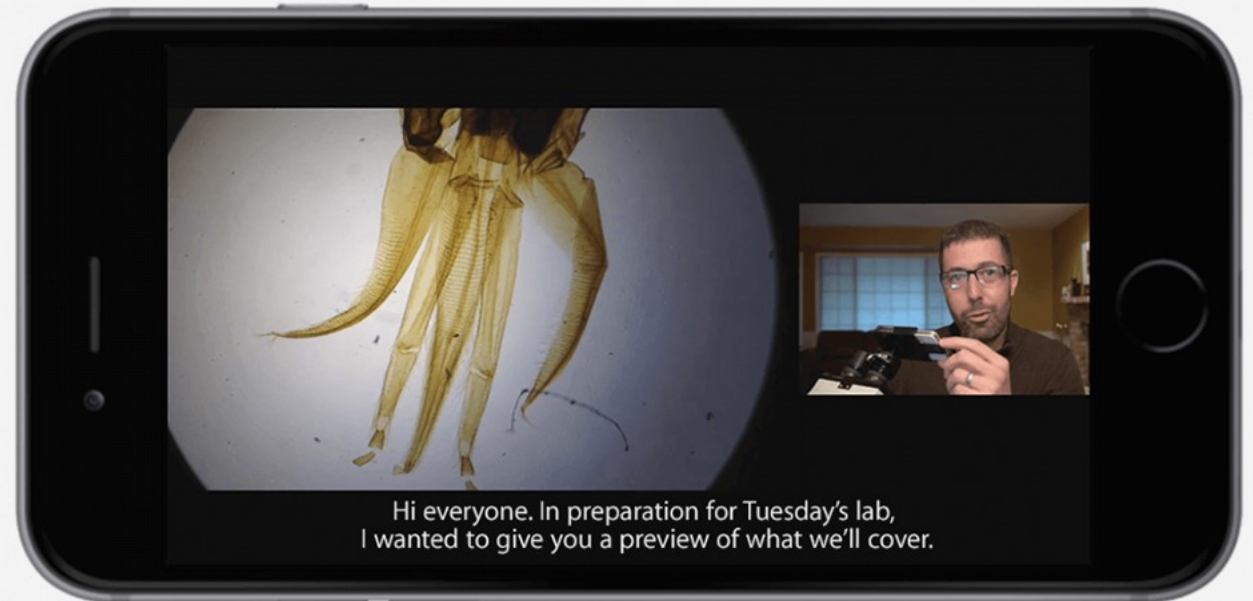 Hi everyone. In preparation for Tuesday's lab,
I wanted to give you a preview of what we'll cover.